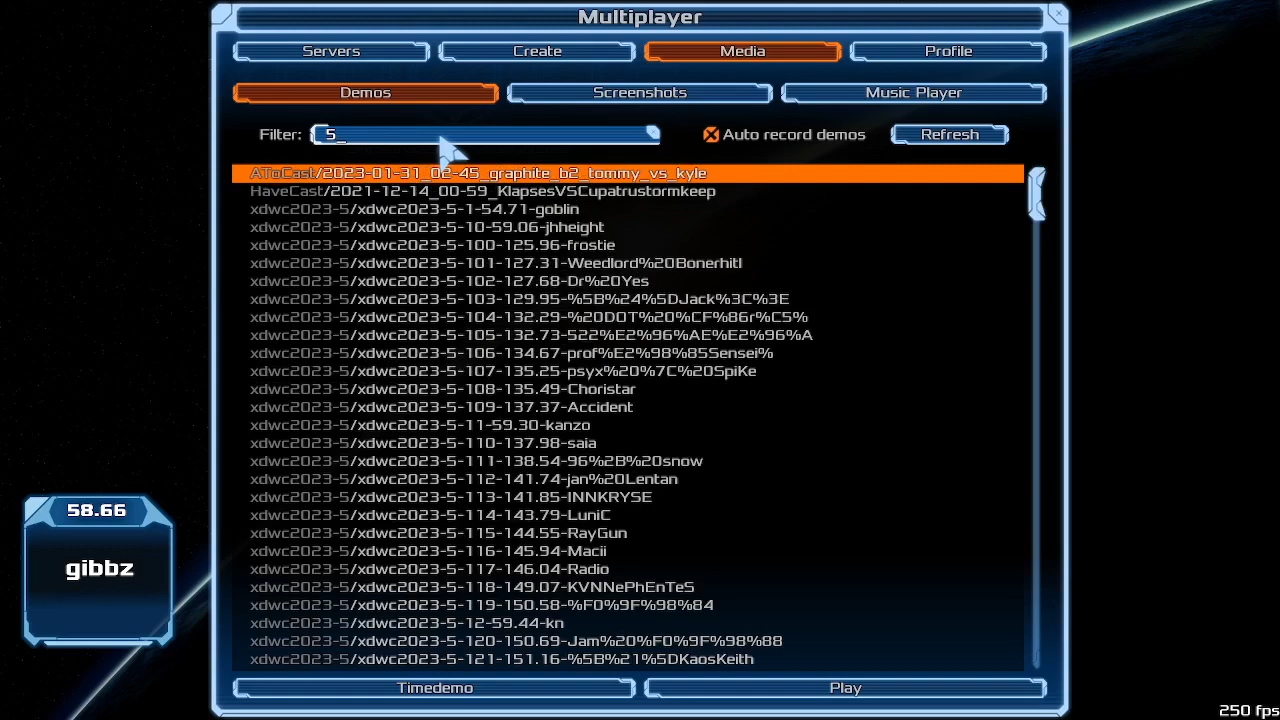 Multiplayer
Servers Create Media Profile
Demos Screenshots Music Player
Filter: 5_ Auto record demos Refresh
AToCast/2023-01-31_02-45_graphite_b2_tommy_vs_kyle
HaveCast/2021-12-14_00-59_KlapsesVSCupatrustormkeep
xdwc2023-5/xdwc2023-5-1-54.71-goblin
xdwc2023-5/xdwc2023-5-10-59.06-jhheight
xdwc2023-5/xdwc2023-5-100-125.96-frostie
xdwc2023-5/xdwc2023-5-101-127.31-Weedlord%20Bonerhitl
xdwc2023-5/xdwc2023-5-102-127.68-Dr%20Yes
xdwc2023-5/xdwc2023-5-103-129.95-%5B%24%5DJack%3C%3E
xdwc2023-5/xdwc2023-5-104-132.29-%20DOT%20%CF%86r%C5%
xdwc2023-5/xdwc2023-5-105-132.73-522%E2%96%AE%E2%96%A
xdwc2023-5/xdwc2023-5-106-134.67-prof%E2%98%85Sensei%
xdwc2023-5/xdwc2023-5-107-135.25-psyx%20%7C%20SpiKe
xdwc2023-5/xdwc2023-5-108-135.49-Choristar
xdwc2023-5/xdwc2023-5-109-137.37-Accident
xdwc2023-5/xdwc2023-5-11-59.30-kanzo
xdwc2023-5/xdwc2023-5-110-137.98-saia
xdwc2023-5/xdwc2023-5-111-138.54-96%2B%20snow
xdwc2023-5/xdwc2023-5-112-141.74-jan%20Lentan
xdwc2023-5/xdwc2023-5-113-141.85-INNKRYSE
xdwc2023-5/xdwc2023-5-114-143.79-LuniC
xdwc2023-5/xdwc2023-5-115-144.55-RayGun
xdwc2023-5/xdwc2023-5-116-145.94-Macii
xdwc2023-5/xdwc2023-5-117-146.04-Radio
xdwc2023-5/xdwc2023-5-118-149.07-KVNNePhEnTeS
xdwc2023-5/xdwc2023-5-119-150.58-%F0%9F%98%84
xdwc2023-5/xdwc2023-5-12-59.44-kn
xdwc2023-5/xdwc2023-5-120-150.69-Jam%20%F0%9F%98%88
xdwc2023-5/xdwc2023-5-121-151.16-%5B%21%5DKaosKeith
Timedemo Play
58.66
gibbz
250 fps